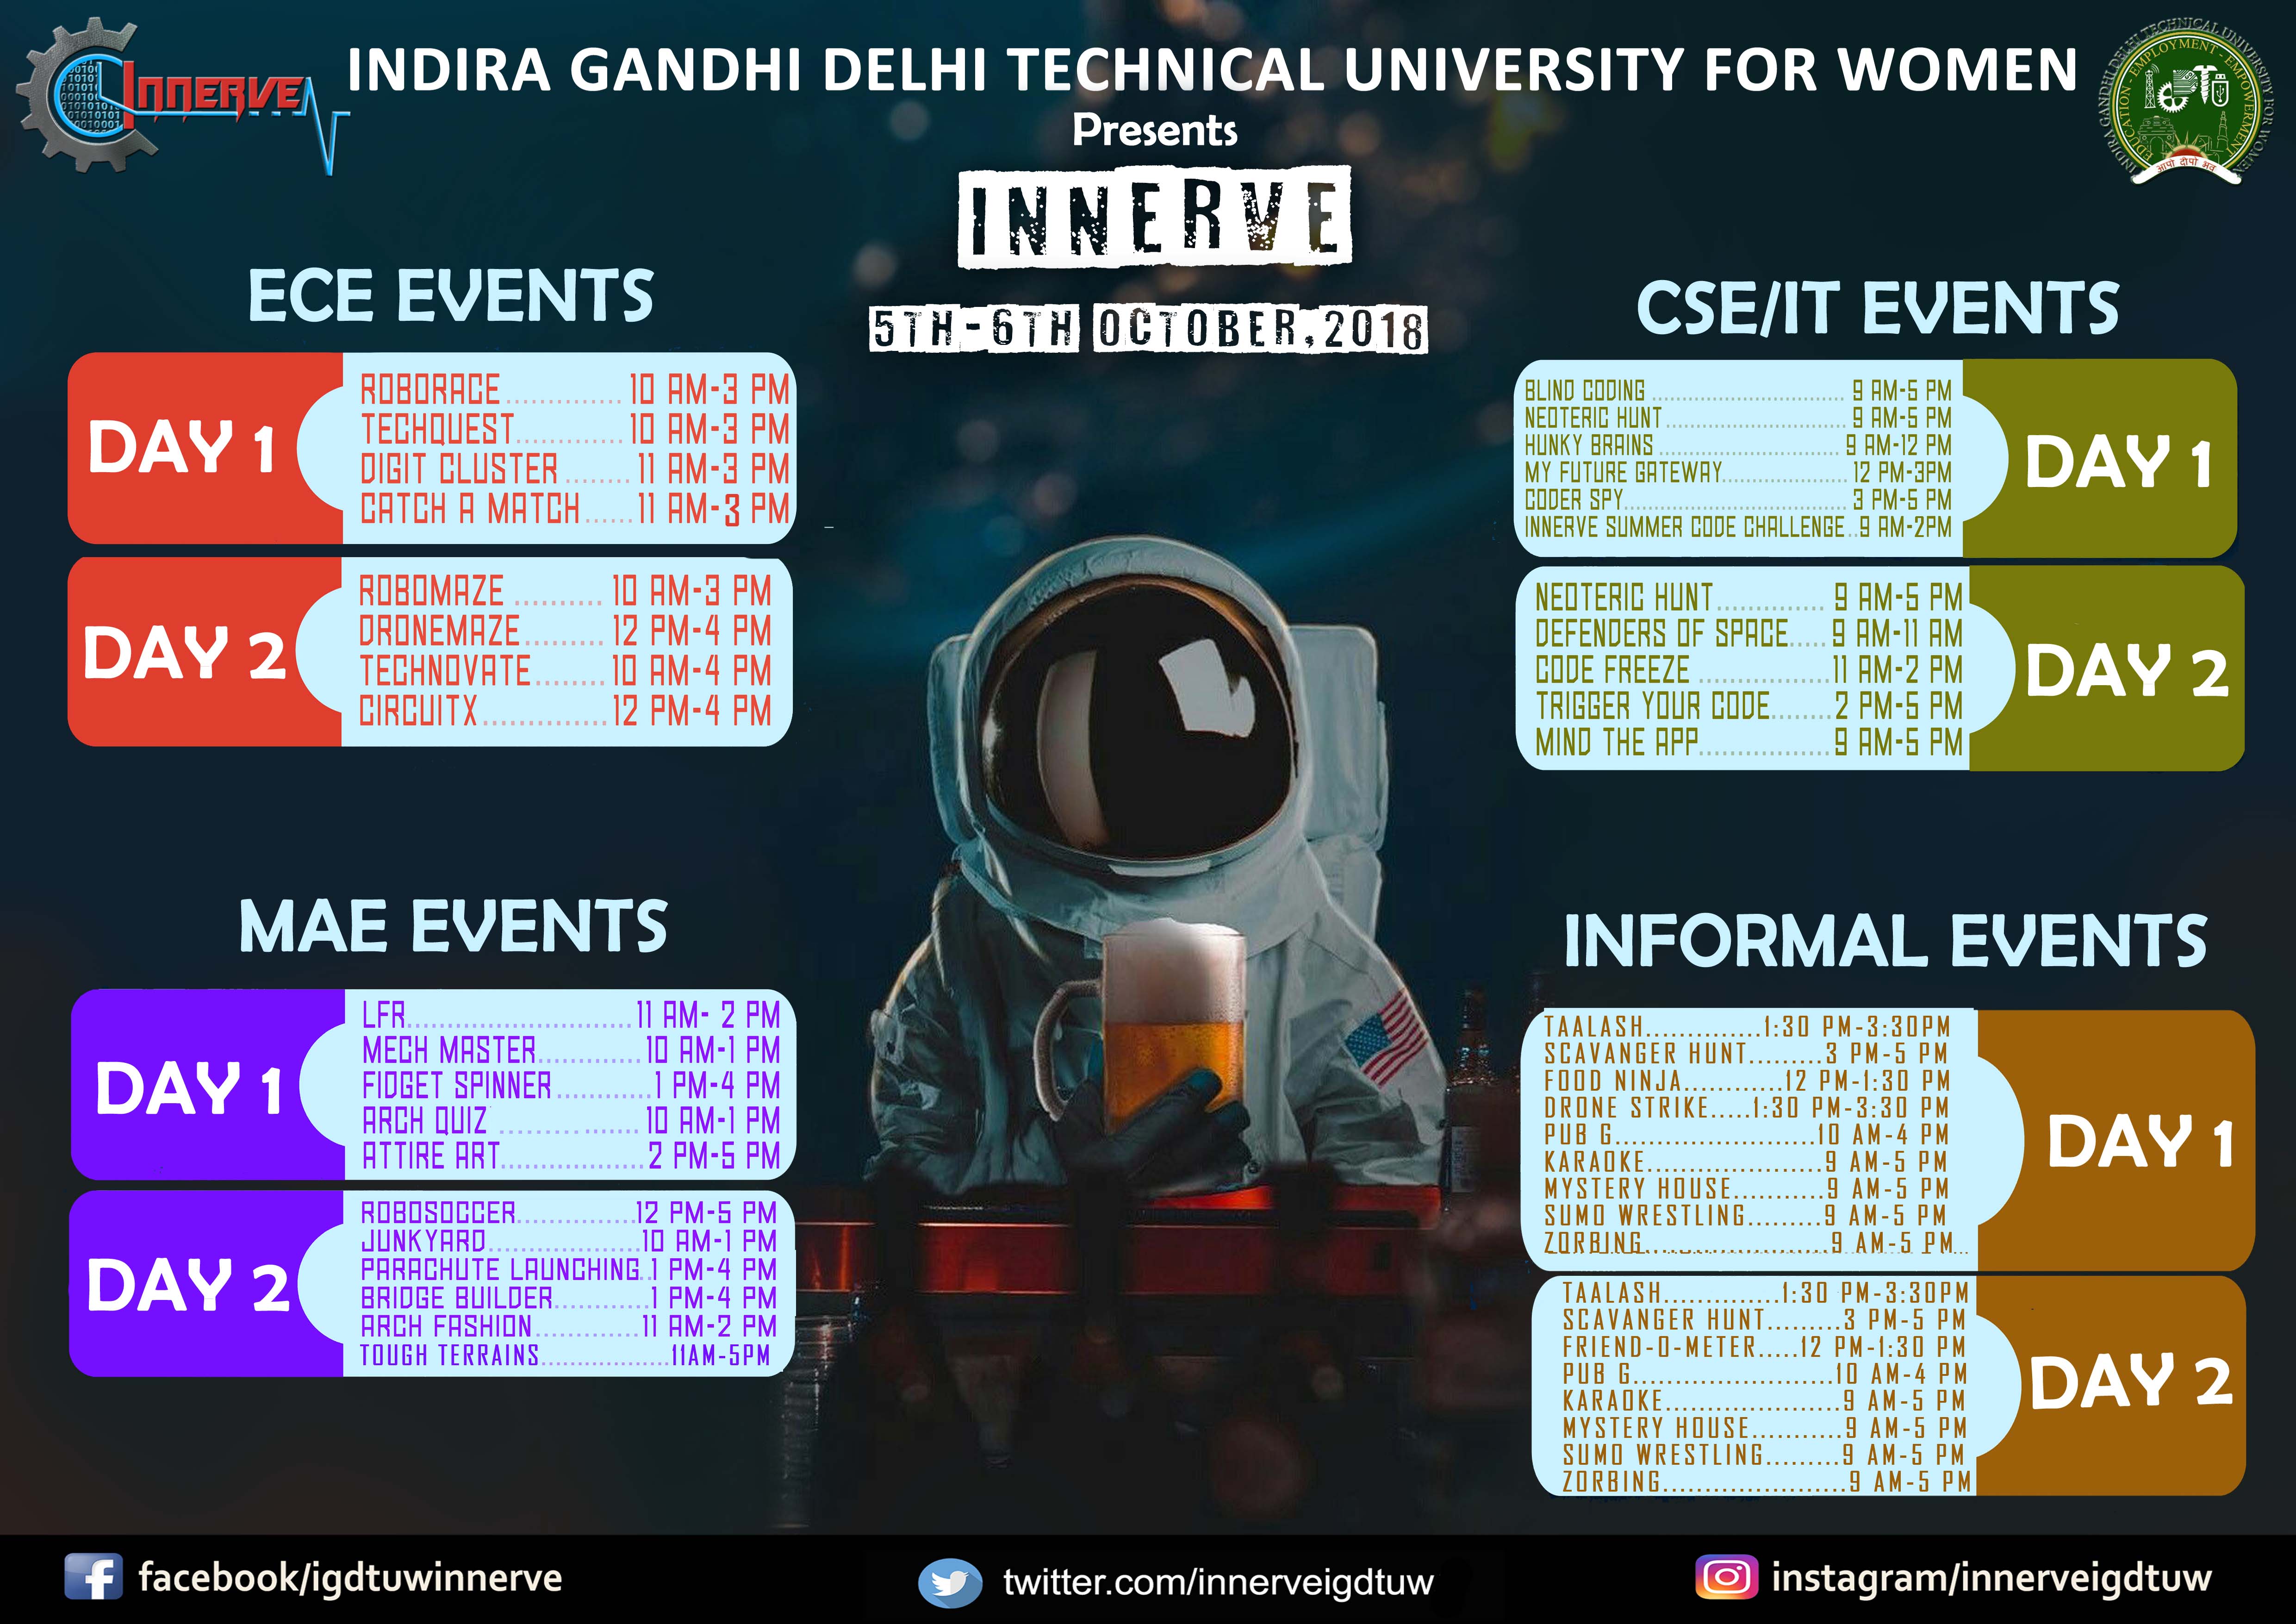 INNERVE
INDIRA GANDHI DELHI TECHNICAL UNIVERSITY FOR WOMEN
INDIRA GANDHI DELHI TECHNICAL UNIVERSITY FOR WOMEN
EDUCATION - EMPLOYMENT - EMPOWERMENT
आपो दीपो भव
Presents
INNERVE
5TH-6TH OCTOBER,2018
ECE EVENTS
DAY 1
ROBORACE.............. 10 AM-3 PM
TECHQUEST............. 10 AM-3 PM
DIGIT CLUSTER ........ 11 AM-3 PM
CATCH A MATCH...... 11 AM-3 PM
DAY 2
ROBOMAZE .......... 10 AM-3 PM
DRONEMAZE.......... 12 PM-4 PM
TECHNOVATE......... 10 AM-4 PM
CIRCUITX............... 12 PM-4 PM
CSE/IT EVENTS
DAY 1
BLIND CODING ................................ 9 AM-5 PM
NEOTERIC HUNT.............................. 9 AM-5 PM
HUNKY BRAINS .............................. 9 AM-12 PM
MY FUTURE GATEWAY..................... 12 PM-3PM
CODER SPY..................................... 3 PM-5 PM
INNERVE SUMMER CODE CHALLENGE..9 AM-2PM
DAY 2
NEOTERIC HUNT............. 9 AM-5 PM
DEFENDERS OF SPACE..... 9 AM-11 AM
CODE FREEZE ................11 AM-2 PM
TRIGGER YOUR CODE........2 PM-5 PM
MIND THE APP................ 9 AM-5 PM
MAE EVENTS
DAY 1
LFR............................11 AM- 2 PM
MECH MASTER............. 10 AM-1 PM
FIDGET SPINNER............1 PM-4 PM
ARCH QUIZ ................. 10 AM-1 PM
ATTIRE ART.................. 2 PM-5 PM
DAY 2
ROBOSOCCER...............12 PM-5 PM
JUNKYARD...................10 AM-1 PM
PARACHUTE LAUNCHING..1 PM-4 PM
BRIDGE BUILDER............1 PM-4 PM
ARCH FASHION.............11 AM-2 PM
TOUGH TERRAINS....................11AM-5PM
INFORMAL EVENTS
DAY 1
TAALASH..............1:30 PM-3:30PM
SCAVANGER HUNT.........3 PM-5 PM
FOOD NINJA............12 PM-1:30 PM
DRONE STRIKE.....1:30 PM-3:30 PM
PUB G........................10 AM-4 PM
KARAOKE.....................9 AM-5 PM
MYSTERY HOUSE...........9 AM-5 PM
SUMO WRESTLING.........9 AM-5 PM
ZORBING......................9 AM-5 PM
DAY 2
TAALASH..............1:30 PM-3:30PM
SCAVANGER HUNT.........3 PM-5 PM
FRIEND-O-METER.....12 PM-1:30 PM
PUB G........................10 AM-4 PM
KARAOKE.....................9 AM-5 PM
MYSTERY HOUSE...........9 AM-5 PM
SUMO WRESTLING.........9 AM-5 PM
ZORBING......................9 AM-5 PM
facebook/igdtuwinnerve
twitter.com/innerveigdtuw
instagram/innerveigdtuw